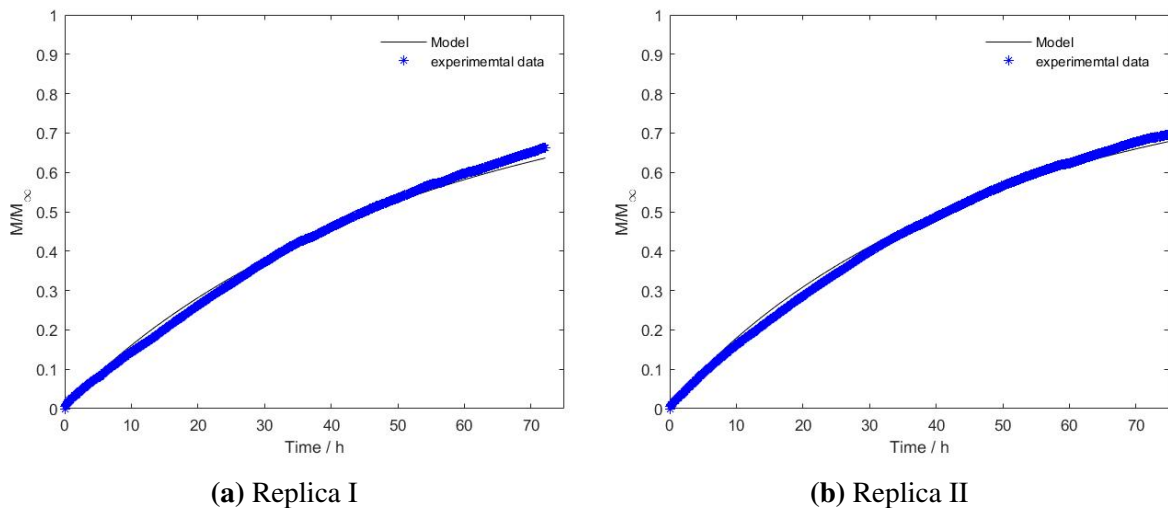 1
0.9
0.8
0.7
0.6
0.5
0.4
0.3
0.2
0.1
0
M/M∞
0 10 20 30 40 50 60 70
Time / h
Model
experimemtal data
(a) Replica I
1
0.9
0.8
0.7
0.6
0.5
0.4
0.3
0.2
0.1
0
M/M∞
0 10 20 30 40 50 60 70
Time / h
Model
experimemtal data
(b) Replica II